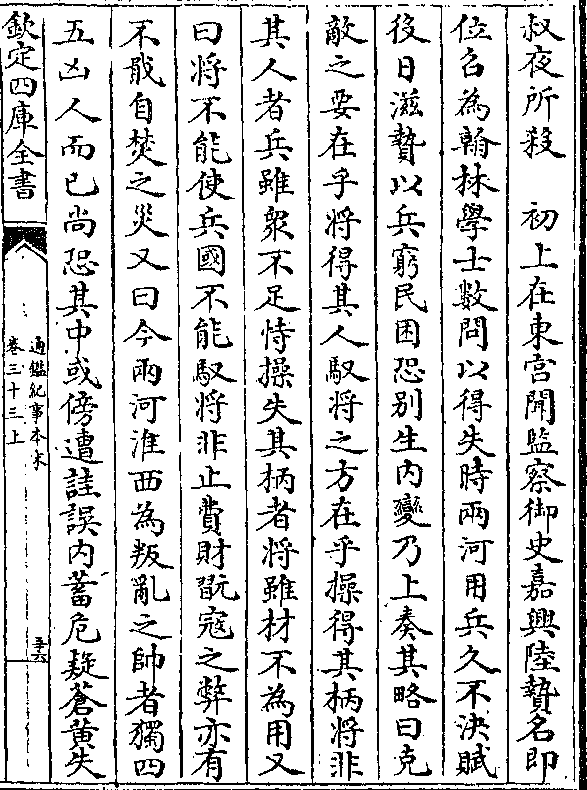 叔夜所殺　初上在東宮聞監察御史嘉興陸贄名即
位召為翰林學士數問以得失時兩河用兵久不決賦
役日滋贄以兵窮民困恐别生内變乃上奏其略曰克
敵之要在乎將得其人馭將之方在乎操得其柄將非
其人者兵雖衆不足恃操失其柄者將雖材不為用又
曰將不能使兵國不能馭將非止費財翫寇之弊亦有
不戢自焚之災又曰今兩河淮西為叛亂之帥者獨四
五凶人而已尚恐其中或傍遭詿誤内蓄危疑蒼黄失
欽定四庫全書
通鑑紀事本末
卷三十三上
五六